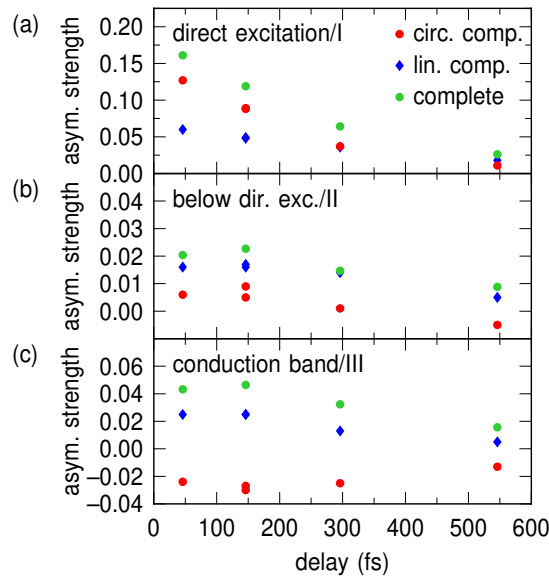 (a)
direct excitation/I
circ. comp.
lin. comp.
complete
asym. strength
0.20
0.15
0.10
0.05
0.00
(b)
below dir. exc./II
asym. strength
0.04
0.03
0.02
0.01
0.00
(c)
conduction band/III
asym. strength
0.06
0.04
0.02
0.00
−0.02
−0.04
0 100 200 300 400 500 600
delay (fs)